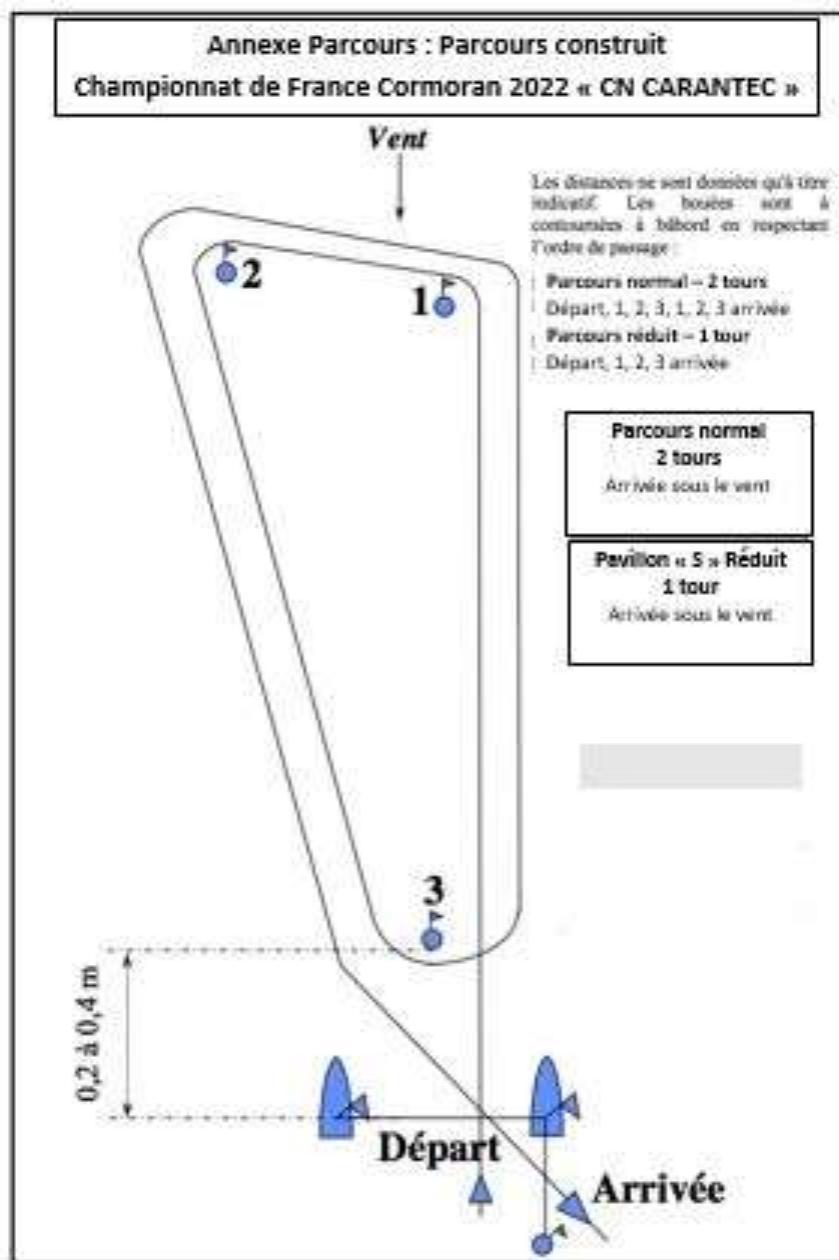 Annexe Parcours : Parcours construit
Championnat de France Cormoran 2022 « CN CARANTEC »
Vent
Les distances ne sont données qu'à titre
indicatif. Les bouées sont à
contournées à bâbord en respectant
l'ordre de passage :
Parcours normal – 2 tours
Départ, 1, 2, 3, 1, 2, 3 arrivée
Parcours réduit – 1 tour
Départ, 1, 2, 3 arrivée
2
1
Parcours normal
2 tours
Arrivée sous le vent
Pavillon « S » Réduit
1 tour
Arrivée sous le vent
3
0,2 à 0,4 m
Départ
Arrivée